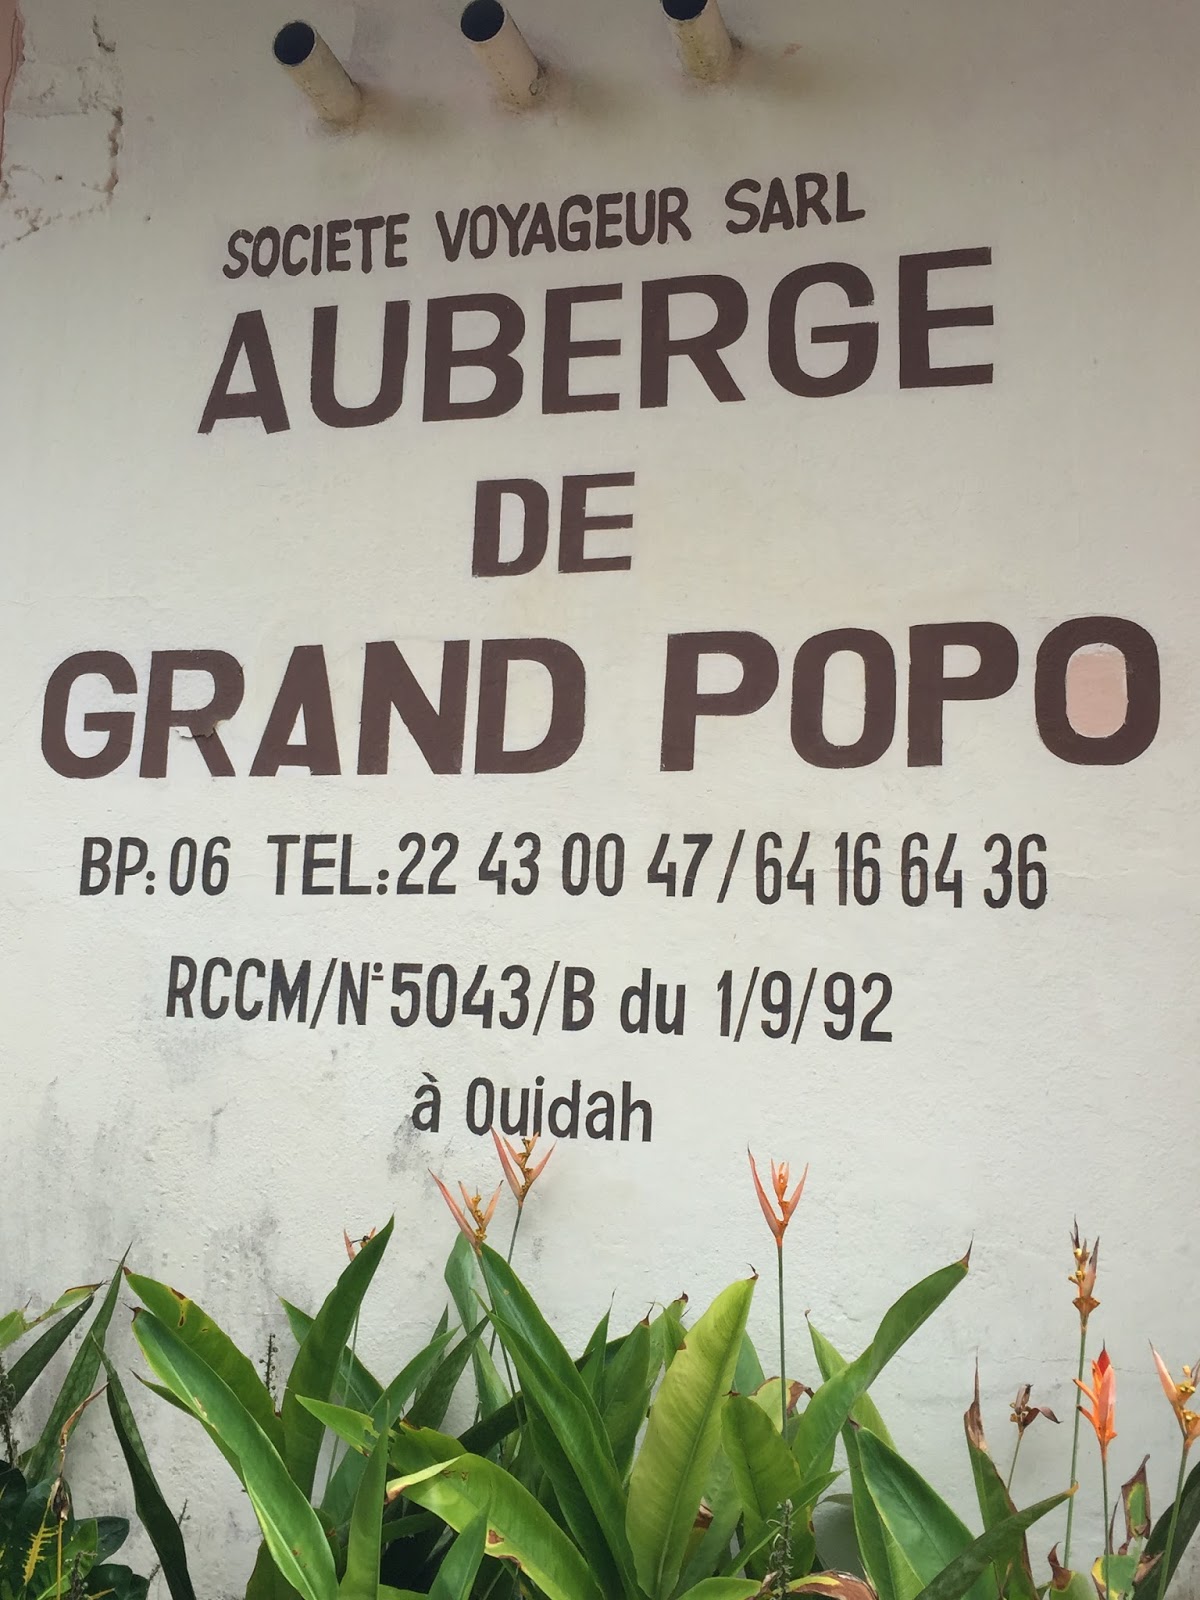 SOCIETE VOYAGEUR SARL
AUBERGE
DE
GRAND POPO
BP: 06 TEL: 22 43 00 47 / 64 16 64 36
RCCM/N° 5043/B du 1/9/92
à Ouidah